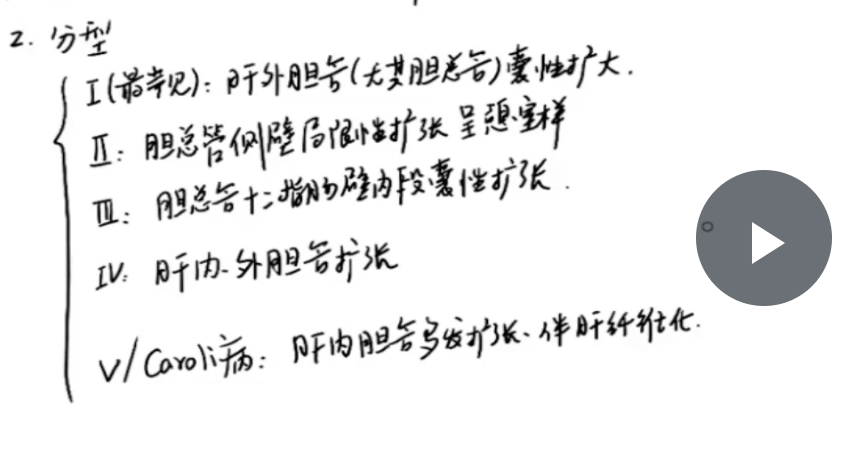 2. 分型
I(最常见)：肝外胆管(尤其胆总管)囊性扩大.
II：胆总管侧壁局限性扩张 呈憩室样
III：胆总管十二指肠壁内段囊性扩张.
IV：肝内、外胆管扩张
V/Caroli病：肝内胆管多发扩张、伴肝纤维化.